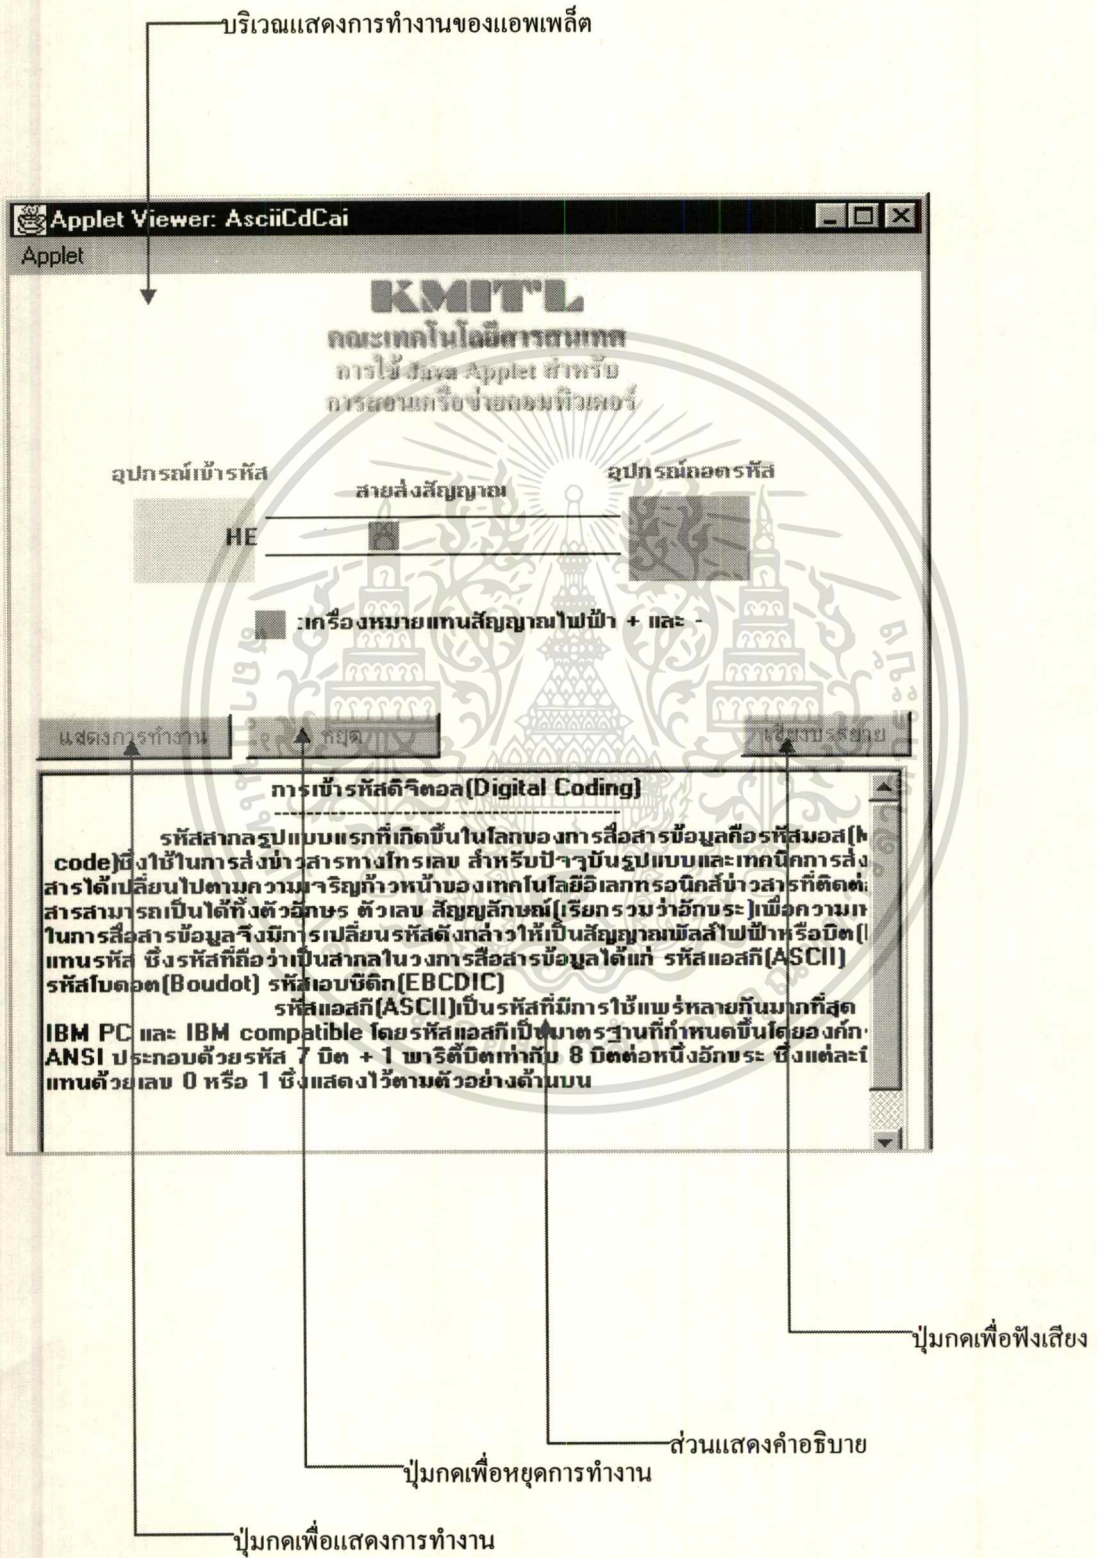 บริเวณแสดงการทำงานของแอพเพล็ต
Applet Viewer: AsciiCdCai
Applet
KMIT'L
คณะเทคโนโลยีสารสนเทศ
การใช้ Java Applet สำหรับ
การสอนเครือข่ายคอมพิวเตอร์
อุปกรณ์เข้ารหัส
สายส่งสัญญาณ
อุปกรณ์ถอดรหัส
HE
:เครื่องหมายแทนสัญญาณไฟฟ้า + และ -
แสดงการทำงาน
หยุด
เสียงบรรยาย
การเข้ารหัสดิจิตอล(Digital Coding)
--------------------------------------------
รหัสสากลรูปแบบแรกที่เกิดขึ้นในโลกของการสื่อสารข้อมูลคือรหัสมอส(
code)ซึ่งใช้ในการส่งข่าวสารทางโทรเลข สำหรับปัจจุบันรูปแบบและเทคนิคการส่ง
สารได้เปลี่ยนไปตามความเจริญก้าวหน้าของเทคโนโลยีอิเลกทรอนิกส์ข่าวสารที่ติดต่
สารสามารถเป็นได้ทั้งตัวอักษร ตัวเลข สัญญลักษณ์(เรียกรวมว่าอักขระ)เพื่อความ
ในการสื่อสารข้อมูลจึงมีการเปลี่ยนรหัสดังกล่าวให้เป็นสัญญาณพัลส์ไฟฟ้าหรือบิต(
แทนรหัส ซึ่งรหัสที่ถือว่าเป็นสากลในวงการสื่อสารข้อมูลได้แก่ รหัสแอสกี(ASCII)
รหัสโบดอต(Boudot) รหัสเอบซีดิก(EBCDIC)
รหัสแอสกี(ASCII)เป็นรหัสที่มีการใช้แพร่หลายกันมากที่สุด
IBM PC และ IBM compatible โดยรหัสแอสกีเป็นมาตรฐานที่กำหนดขึ้นโดยองค์ก
ANSI ประกอบด้วยรหัส 7 บิต + 1 พาริตี้บิตเท่ากับ 8 บิตต่อหนึ่งอักขระ ซึ่งแต่ละบิ
แทนด้วยเลข 0 หรือ 1 ซึ่งแสดงไว้ตามตัวอย่างด้านบน
ปุ่มกดเพื่อฟังเสียง
ส่วนแสดงคำอธิบาย
ปุ่มกดเพื่อหยุดการทำงาน
ปุ่มกดเพื่อแสดงการทำงาน